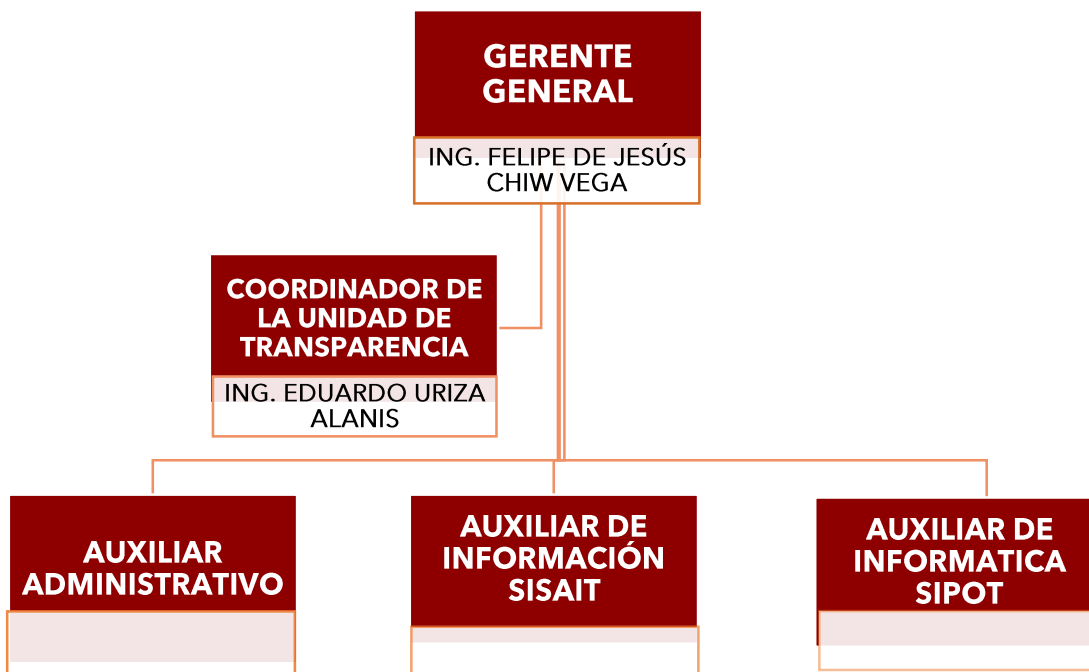 GERENTE
GENERAL
ING. FELIPE DE JESÚS
CHIW VEGA
COORDINADOR DE
LA UNIDAD DE
TRANSPARENCIA
ING. EDUARDO URIZA
ALANIS
AUXILIAR
ADMINISTRATIVO
AUXILIAR DE
INFORMACIÓN
SISAIT
AUXILIAR DE
INFORMATICA
SIPOT